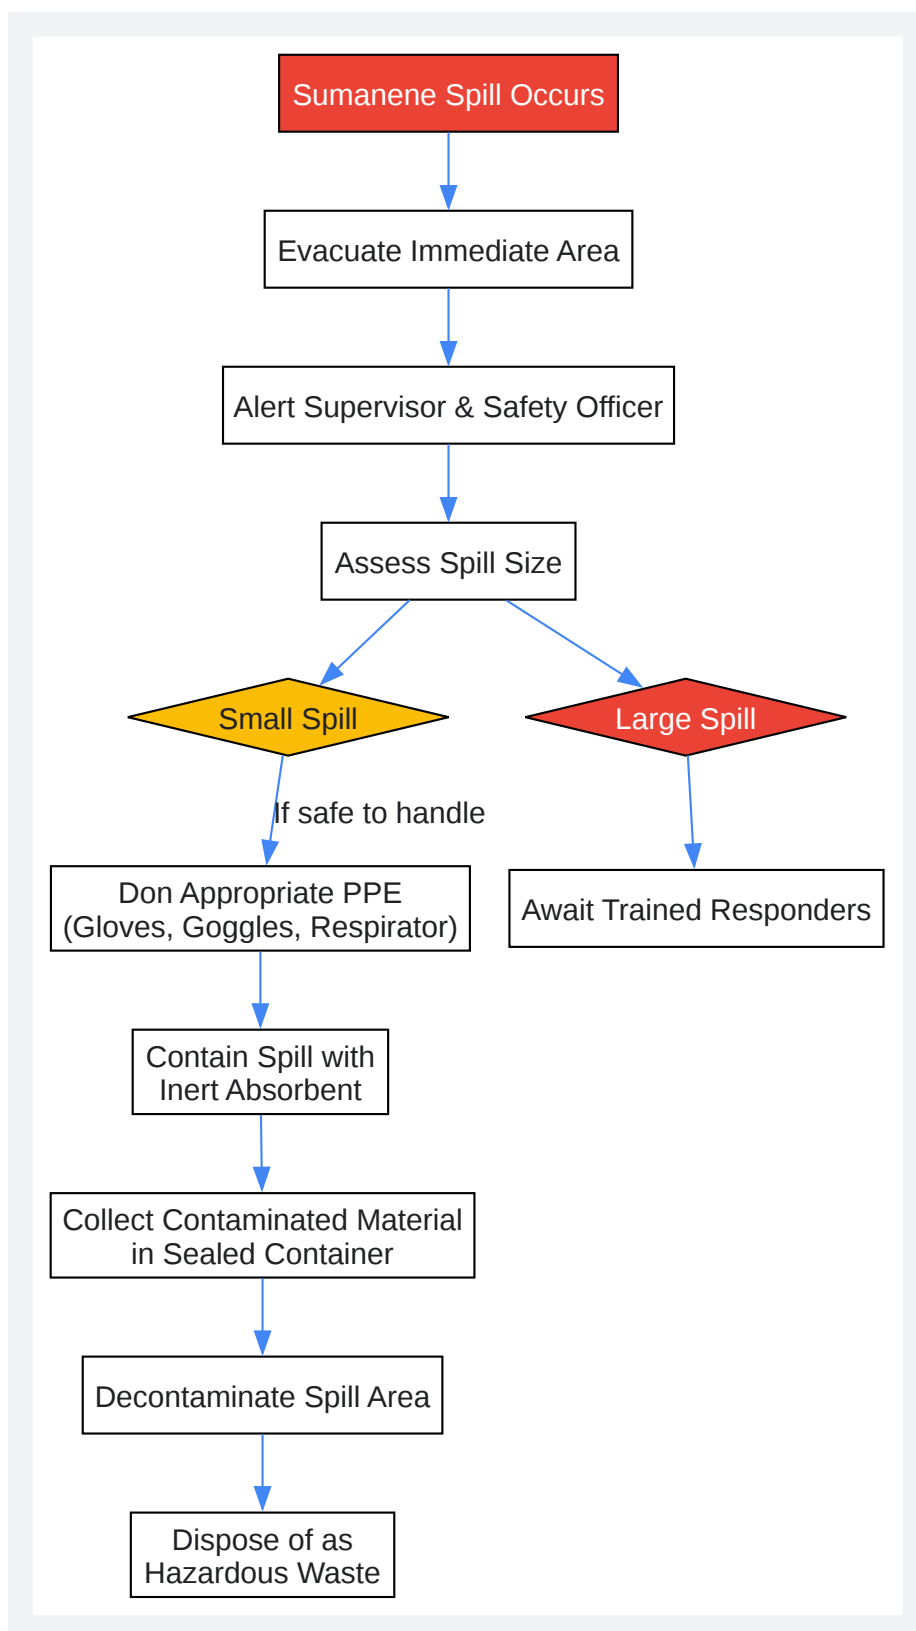 Sumanene Spill Occurs
Evacuate Immediate Area
Alert Supervisor & Safety Officer
Assess Spill Size
Small Spill
Large Spill
If safe to handle
Don Appropriate PPE
(Gloves, Goggles, Respirator)
Await Trained Responders
Contain Spill with
Inert Absorbent
Collect Contaminated Material
in Sealed Container
Decontaminate Spill Area
Dispose of as
Hazardous Waste